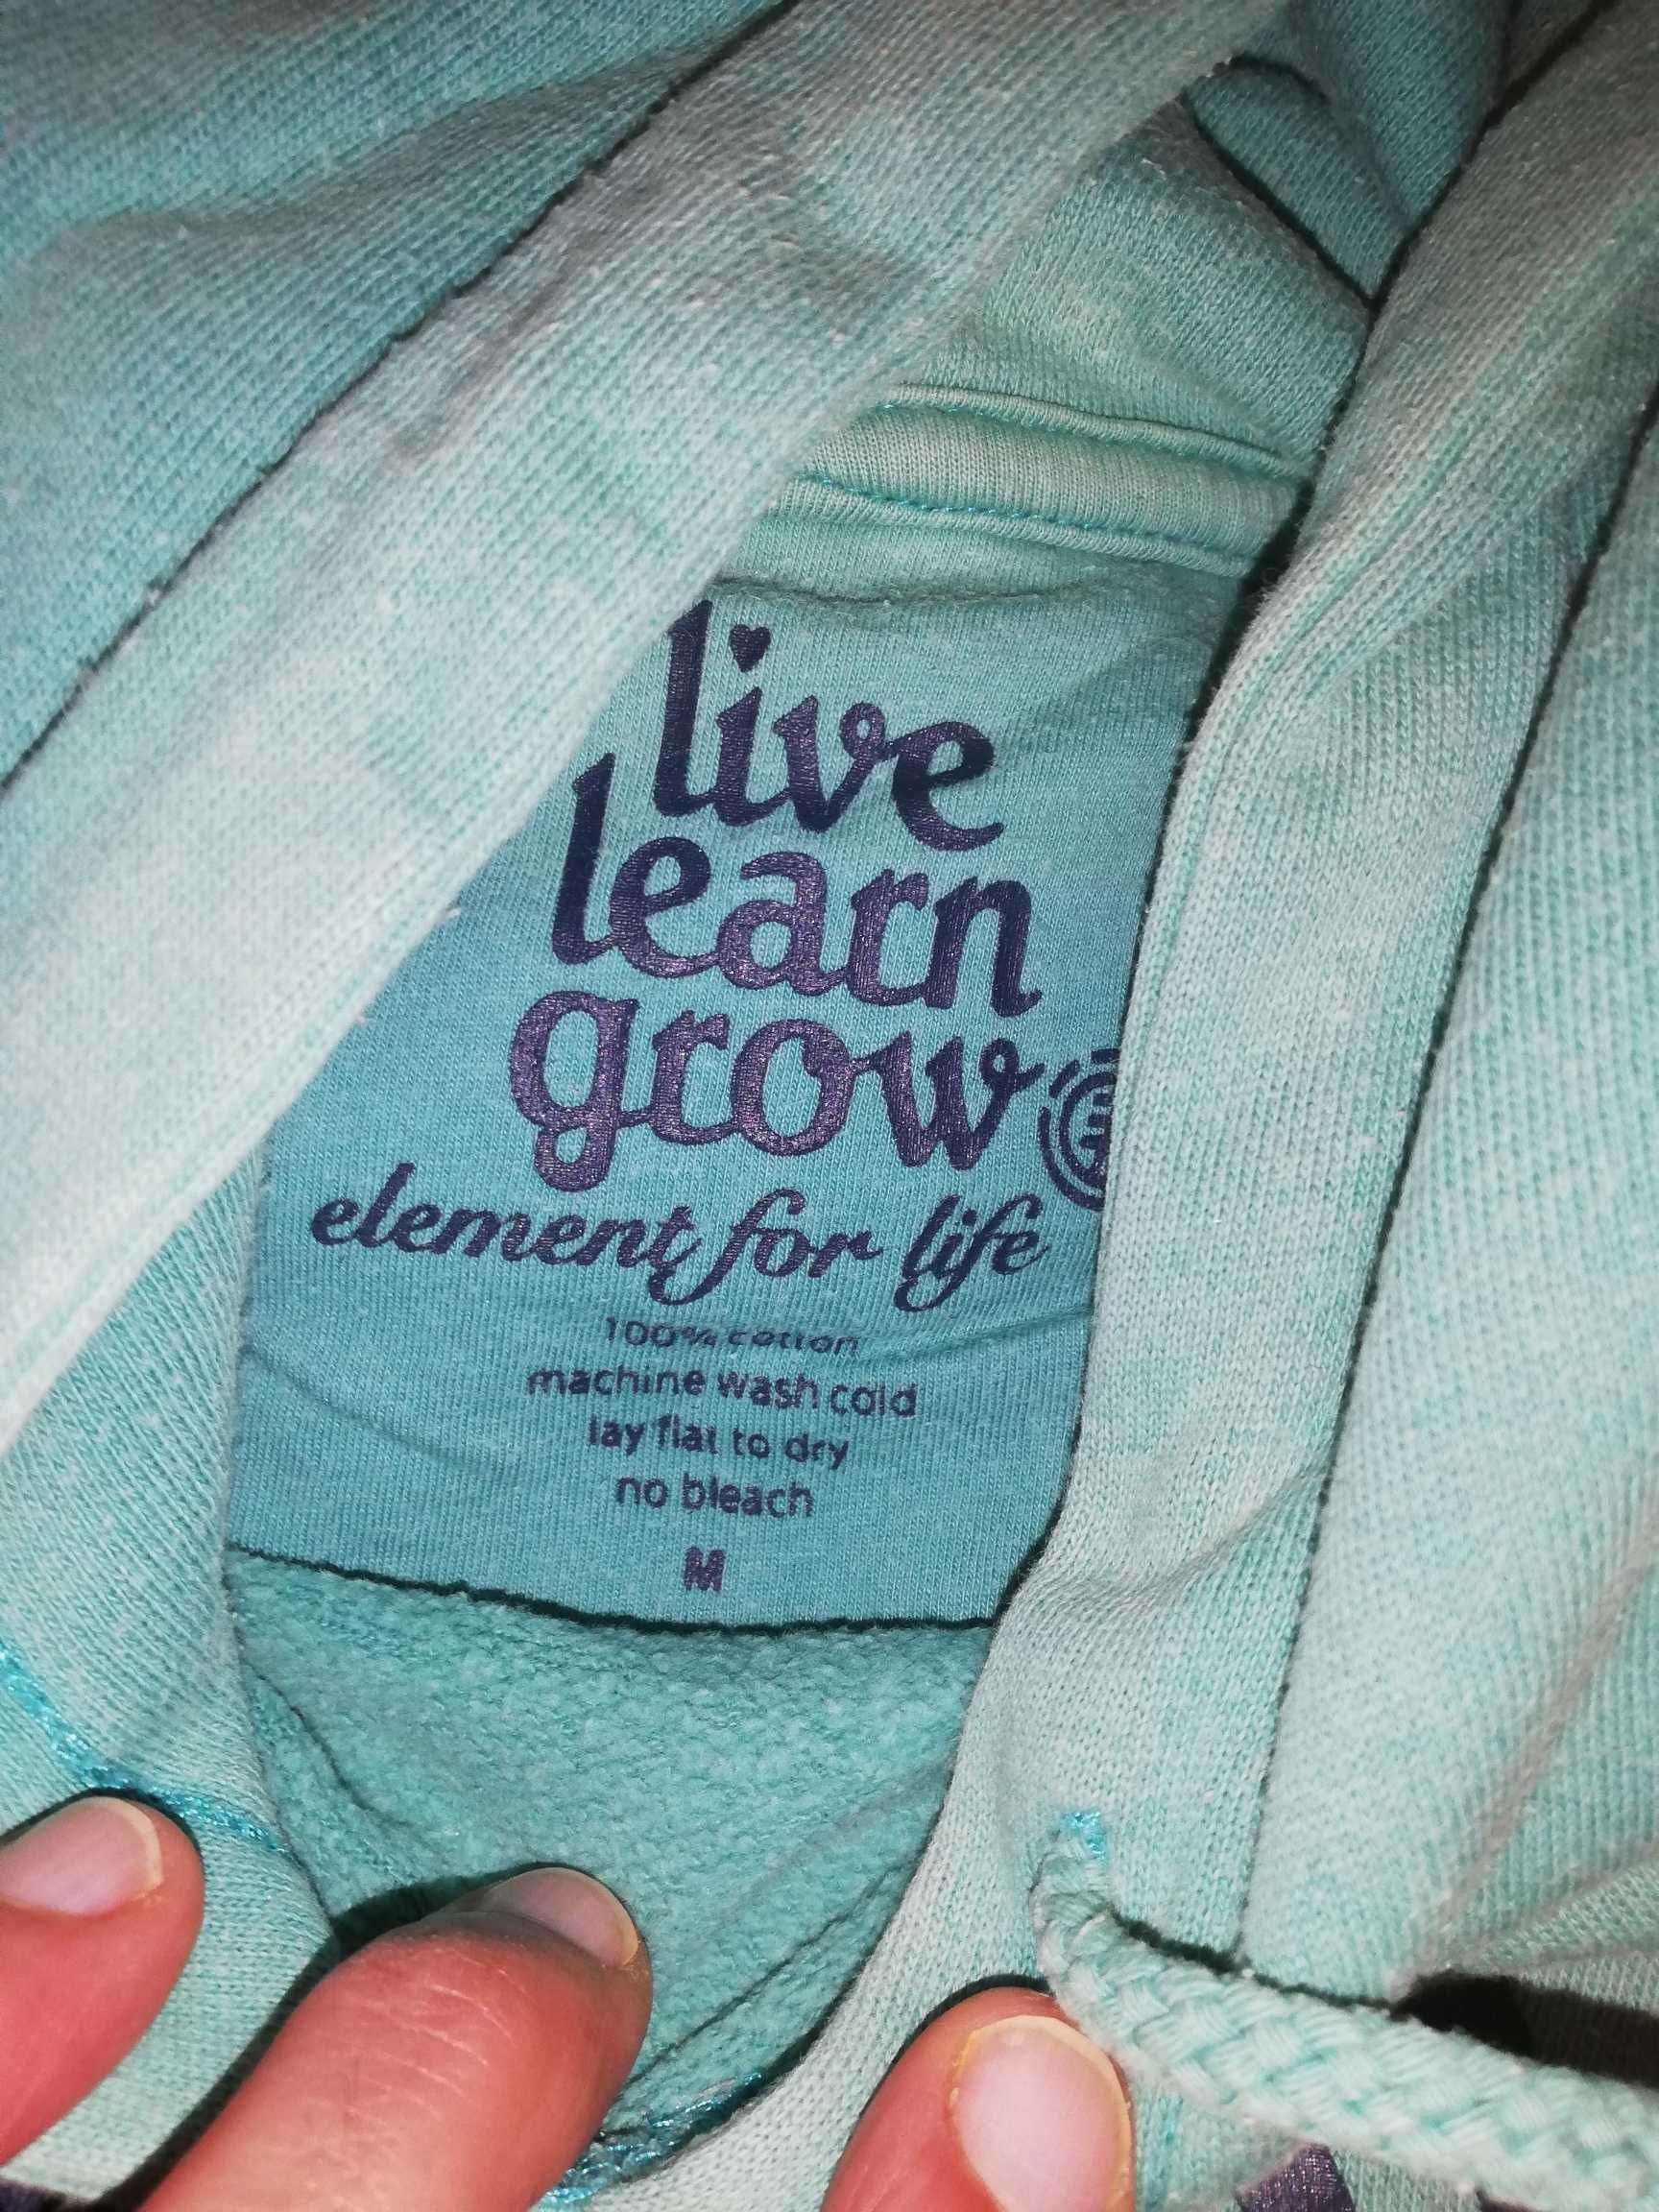 live
learn
grow
element for life
100% cotton
machine wash cold
lay flat to dry
no bleach
M